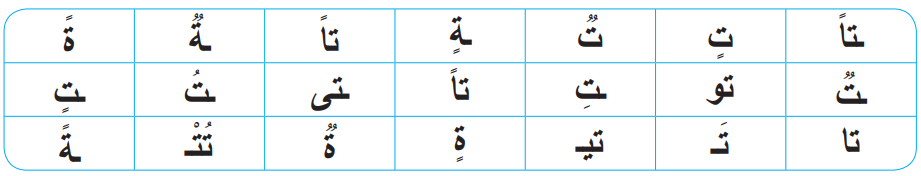 ـتاً تٍ تٌ ـةٍ تاً ـةٌ ةً
ـتٌ تو ـتِ تاً ـتى ـتُ ـتٍ
تا تَـ تيـ ةٍ ةٌ تُتْـ ـةً